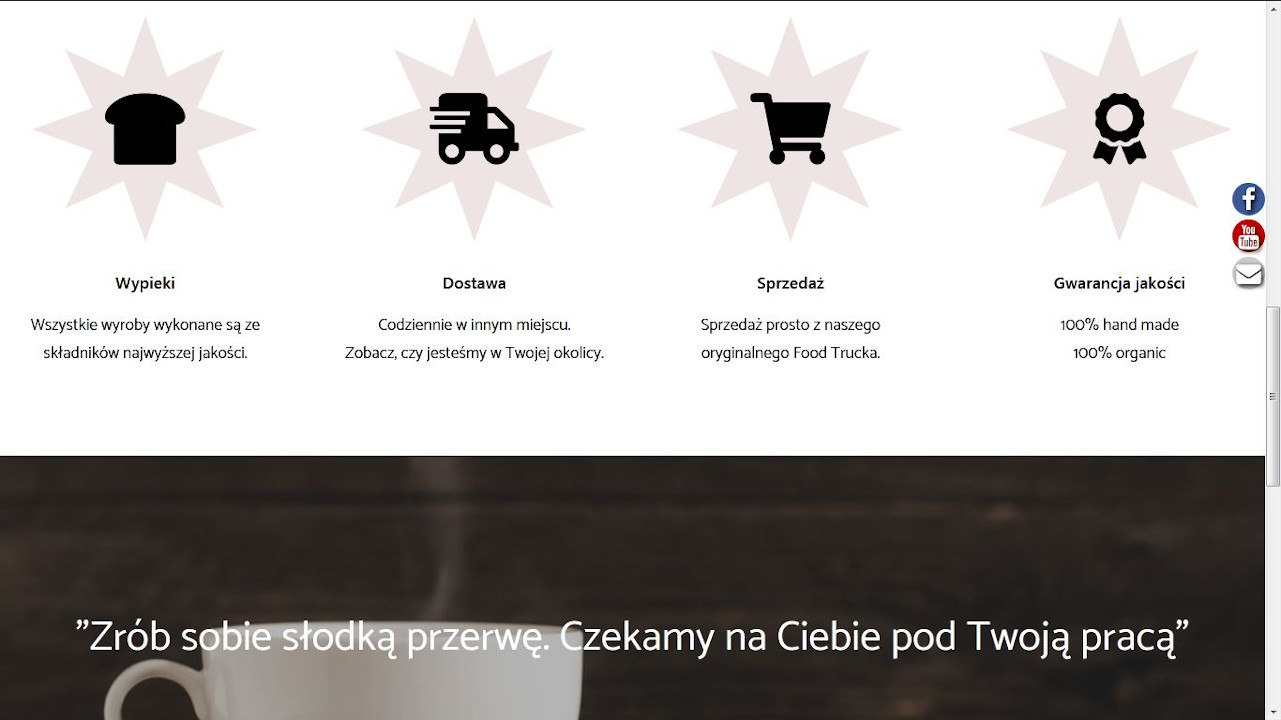 Wypieki
Wszystkie wyroby wykonane są ze
składników najwyższej jakości.
Dostawa
Codziennie w innym miejscu.
Zobacz, czy jesteśmy w Twojej okolicy.
Sprzedaż
Sprzedaż prosto z naszego
oryginalnego Food Trucka.
Gwarancja jakości
100% hand made
100% organic
You
Tube
”Zrób sobie słodką przerwę. Czekamy na Ciebie pod Twoją pracą”